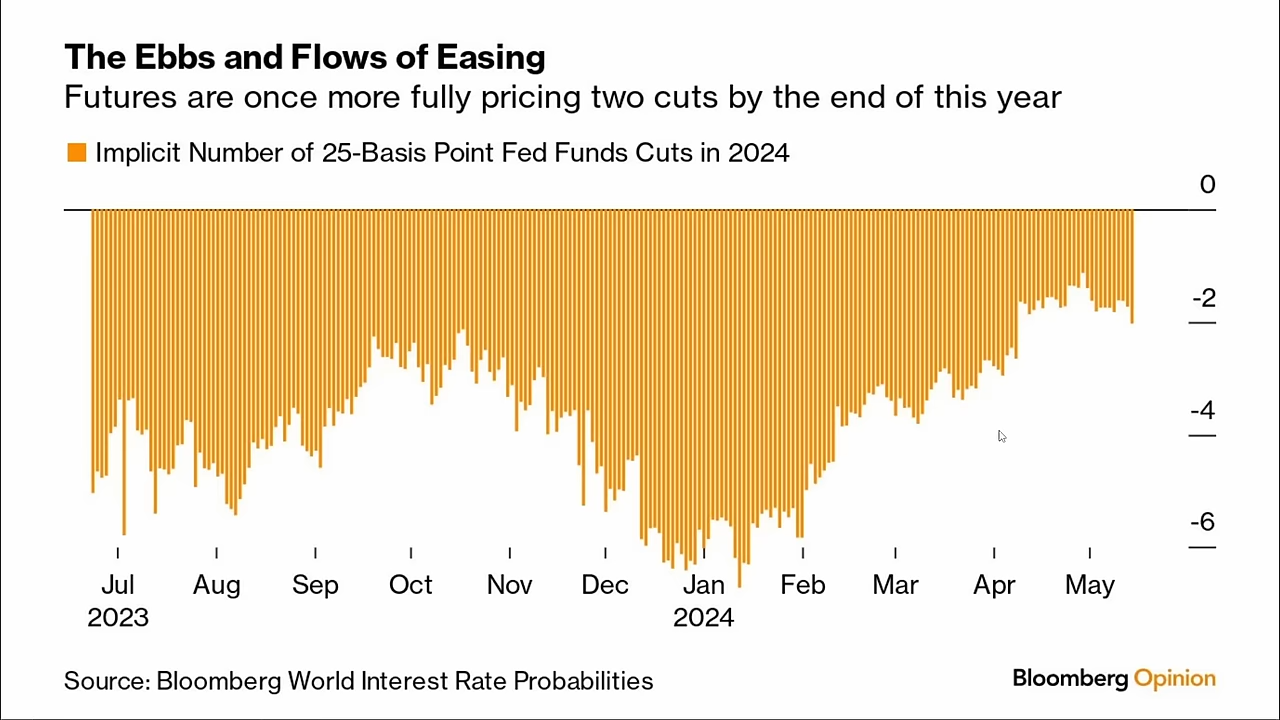 The Ebbs and Flows of Easing
Futures are once more fully pricing two cuts by the end of this year
Implicit Number of 25-Basis Point Fed Funds Cuts in 2024
0
-2
-4
-6
Jul Aug Sep Oct Nov Dec Jan Feb Mar Apr May
2023 2024
Source: Bloomberg World Interest Rate Probabilities
Bloomberg Opinion